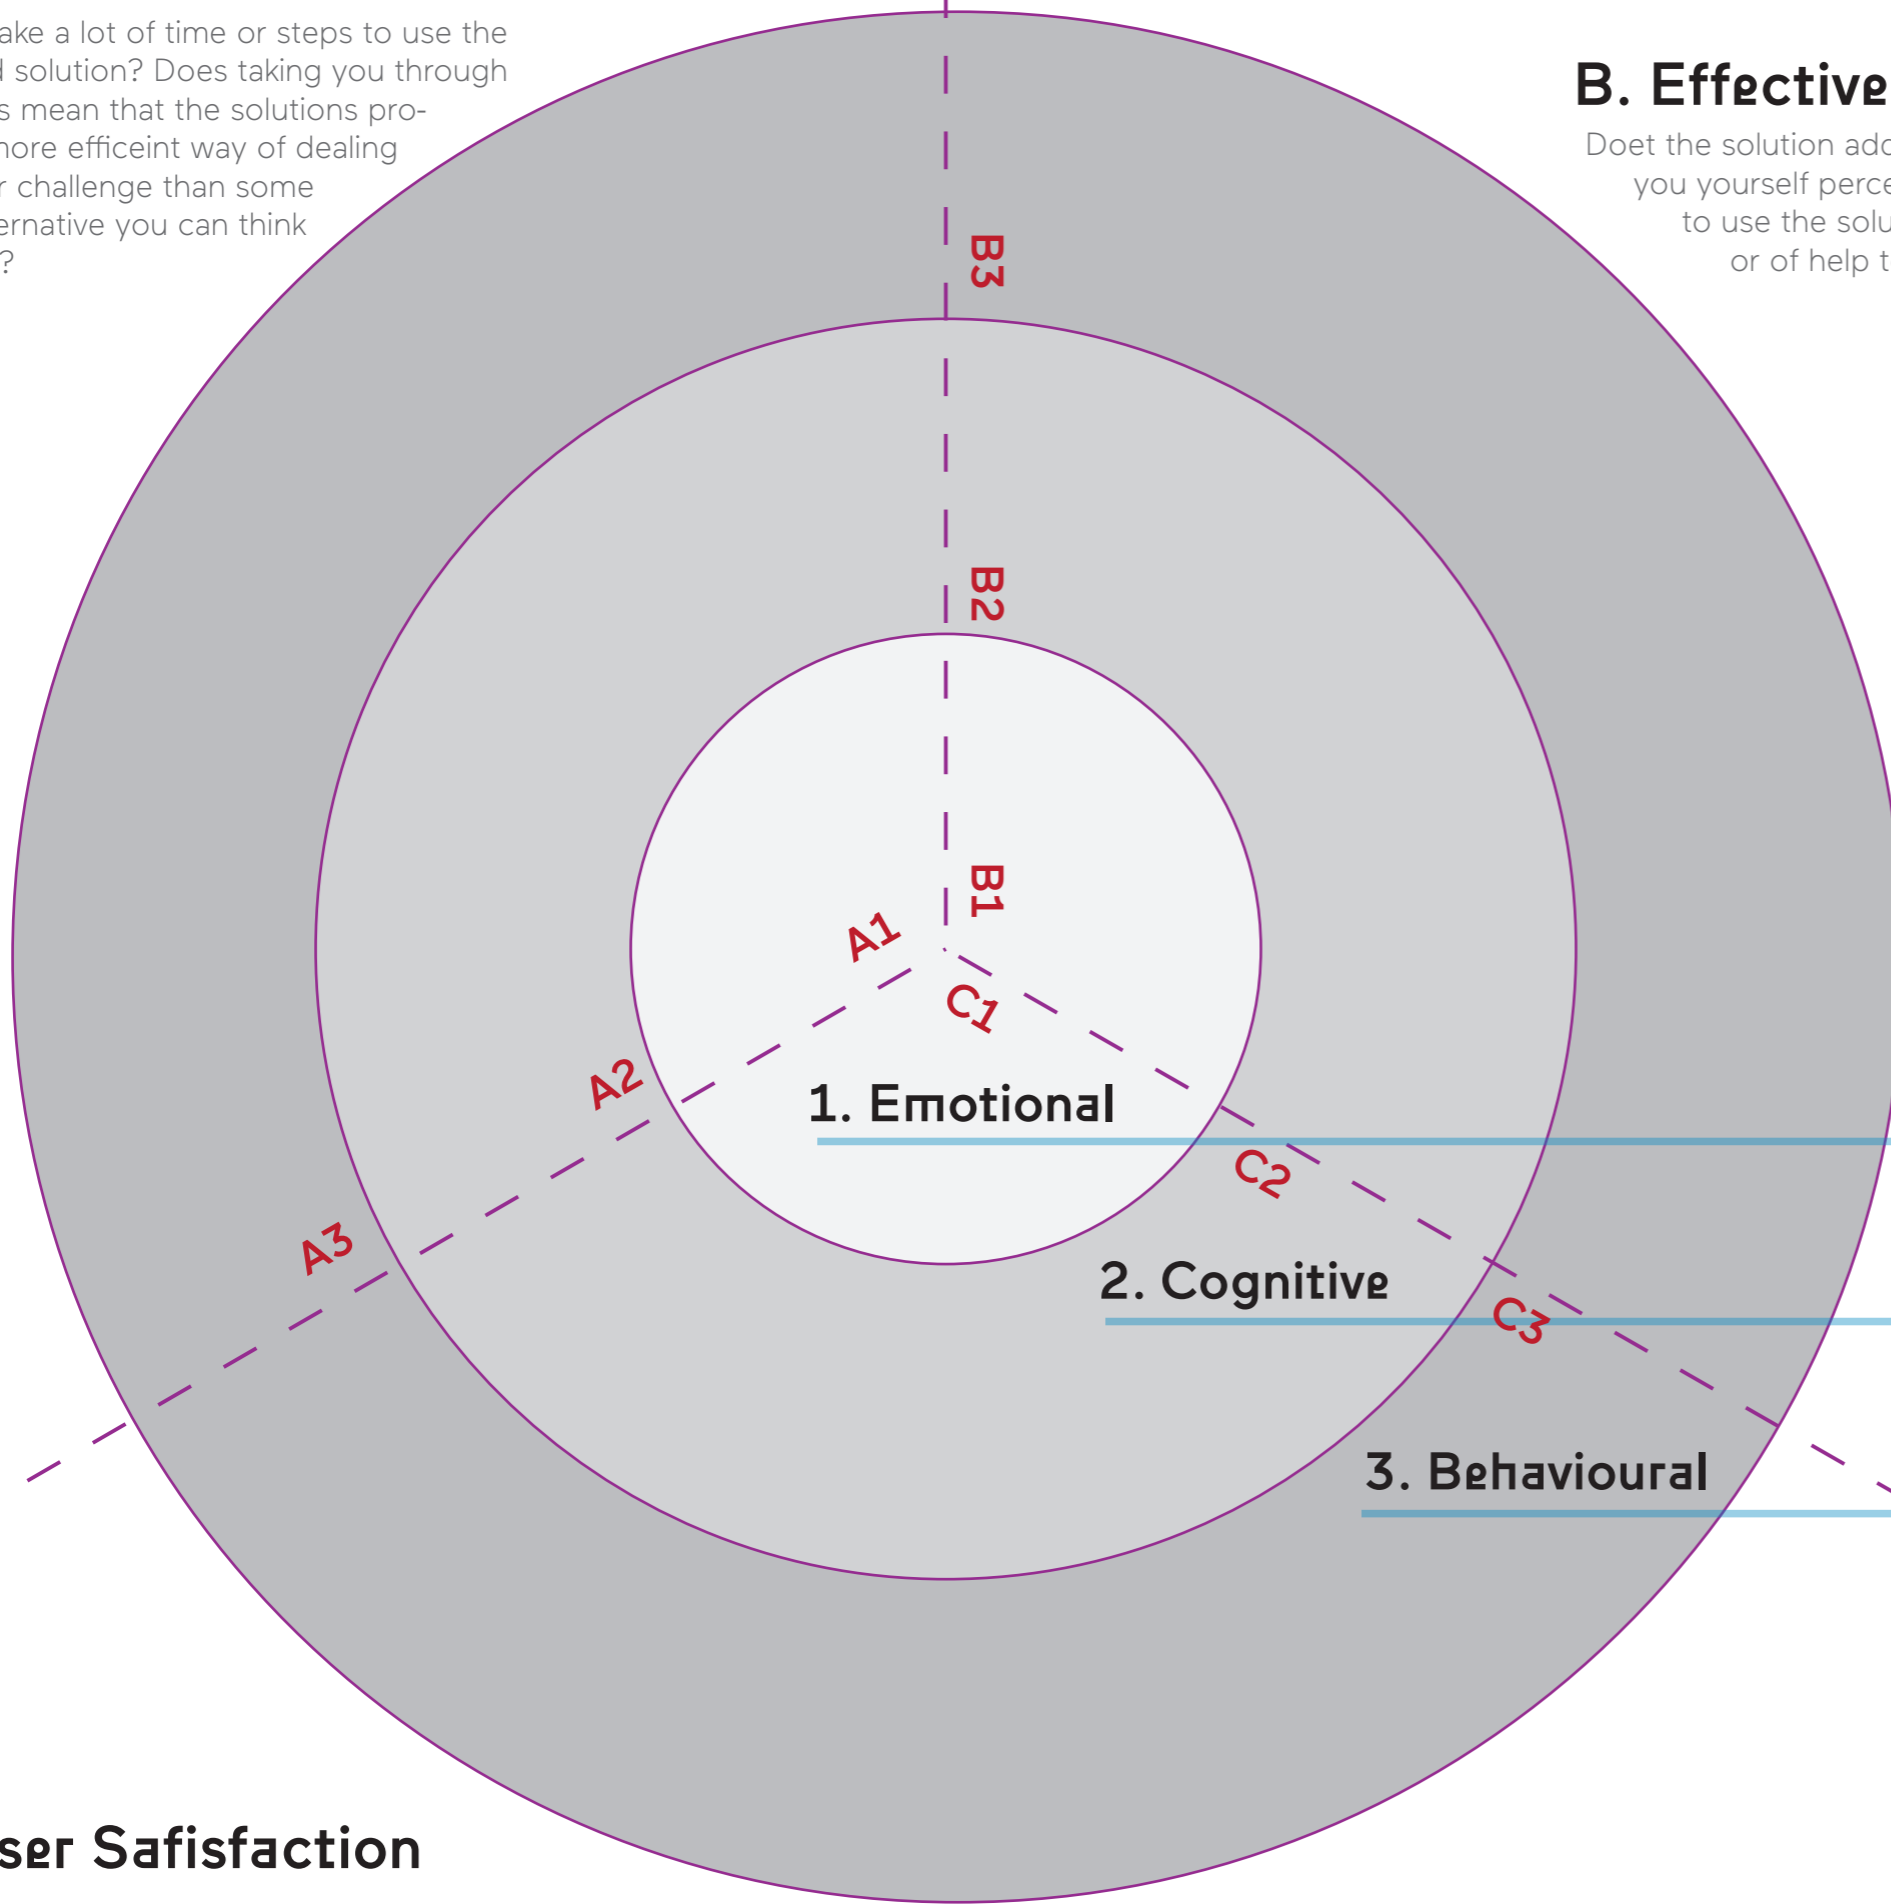 ake a lot of time or steps to use the
solution? Does taking you through
s mean that the solutions pro-
more efficeint way of dealing
r challenge than some
ernative you can think
?
B. Effective
Doet the solution add
you yourself perce
to use the solu
or of help t
B3
B2
B1
A1
C1
A2
1. Emotional
C2
A3
2. Cognitive
C3
3. Behavioural
ser Safisfaction